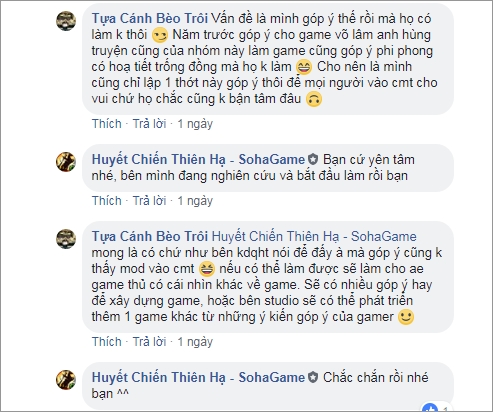 Tựa Cánh Bèo Trôi Vấn đề là mình góp ý thế rồi mà họ có
làm k thôi 😏 Năm trước góp ý cho game võ lâm anh hùng
truyện cũng của nhóm này làm game cũng góp ý phi phong
có hoạ tiết trống đồng mà họ k làm 😆 Cho nên là mình
cũng chỉ lập 1 thớt này góp ý thôi để mọi người vào cmt cho
vui chứ họ chắc cũng k bận tâm đâu 🙃
Thích · Trả lời · 1 ngày
Huyết Chiến Thiên Hạ - SohaGame Bạn cứ yên tâm
nhé, bên mình đang nghiên cứu và bắt đầu làm rồi bạn
Thích · Trả lời · 1 ngày
Tựa Cánh Bèo Trôi Huyết Chiến Thiên Hạ - SohaGame
mong là có chứ như bên kdqht nói để đấy à mà góp ý cũng k
thấy mod vào cmt 😆 nếu có thể làm được sẽ làm cho ae
game thủ có cái nhìn khác về game. Sẽ có nhiều góp ý hay
để xây dựng game, hoặc bên studio sẽ có thể phát triển
thêm 1 game khác từ những ý kiến góp ý của gamer 🙂
Thích · Trả lời · 1 ngày
Huyết Chiến Thiên Hạ - SohaGame Chắc chắn rồi nhé
bạn ^^
1